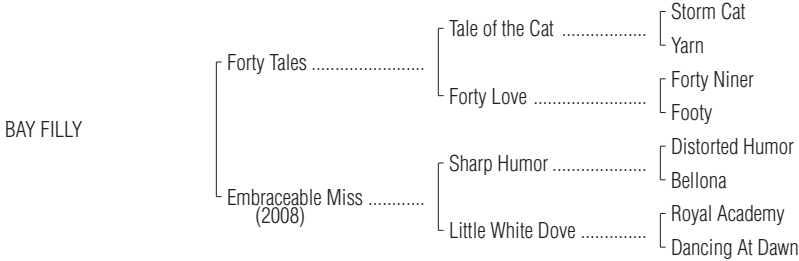 Storm Cat
Tale of the Cat ..................
Yarn
Forty Tales ........................
Forty Niner
Forty Love ........................
Footy
BAY FILLY
Distorted Humor
Sharp Humor ....................
Bellona
Embraceable Miss ............
(2008)
Royal Academy
Little White Dove ..............
Dancing At Dawn